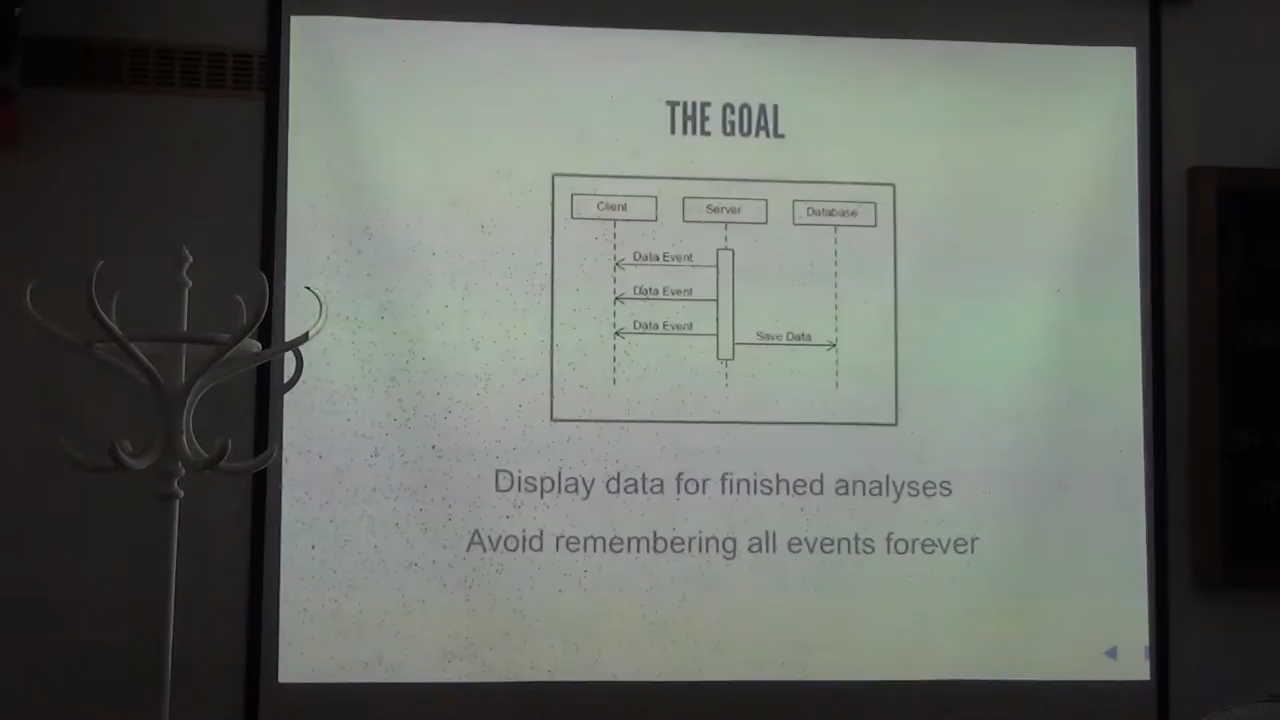 THE GOAL
Client
Server
Database
Data Event
Data Event
Data Event
Save Data
Display data for finished analyses
Avoid remembering all events forever